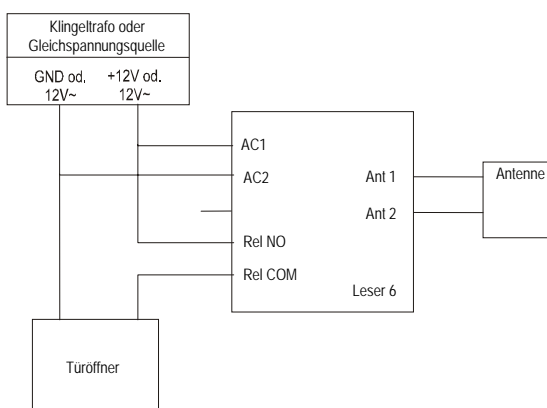 Klingeltrafo oder
Gleichspannungsquelle
GND od. +12V od.
12V~ 12V~
AC1
AC2
Ant 1
Antenne
Ant 2
Rel NO
Rel COM
Leser 6
Türöffner